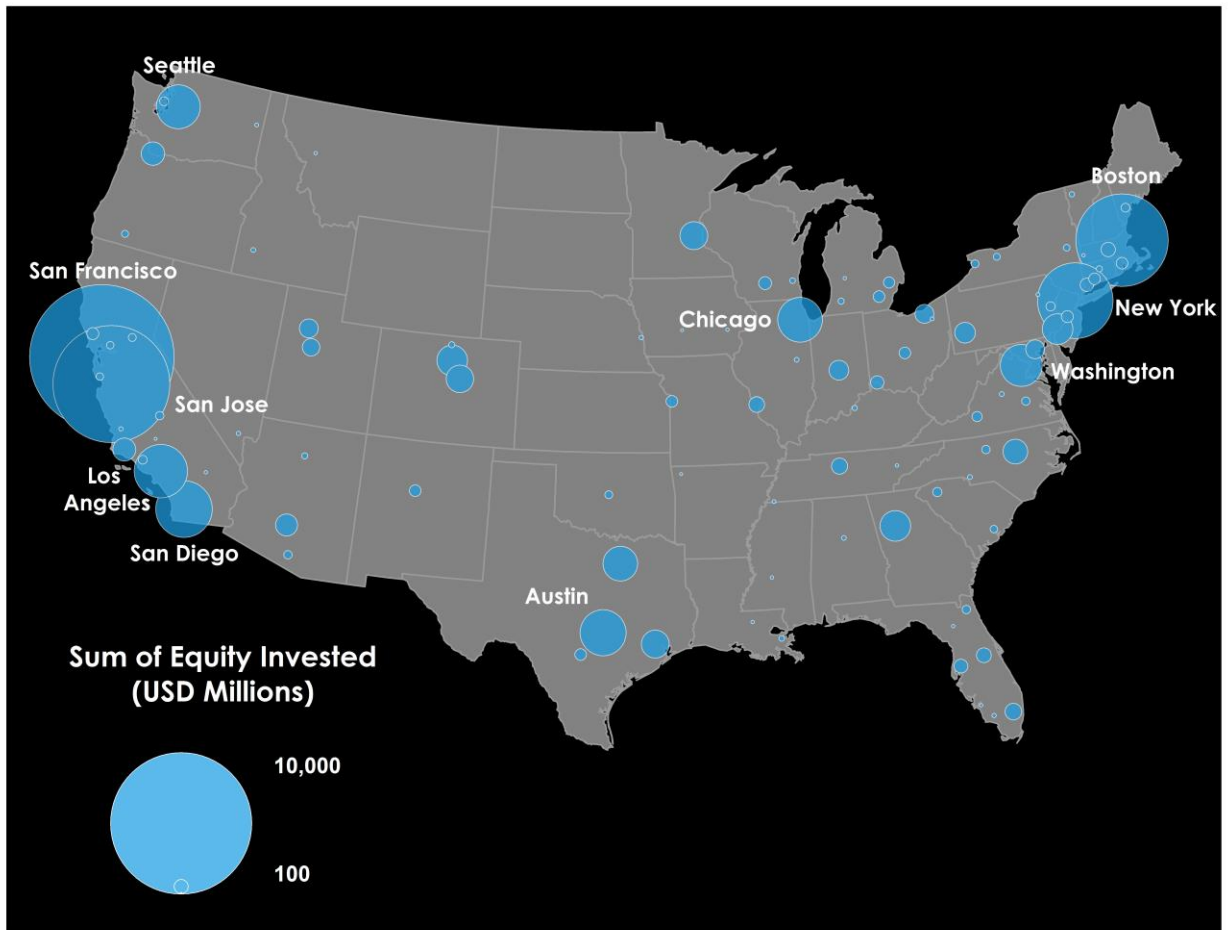 Seattle
Boston
San Francisco
New York
Chicago
Washington
San Jose
Los
Angeles
San Diego
Austin
Sum of Equity Invested
(USD Millions)
10,000
100